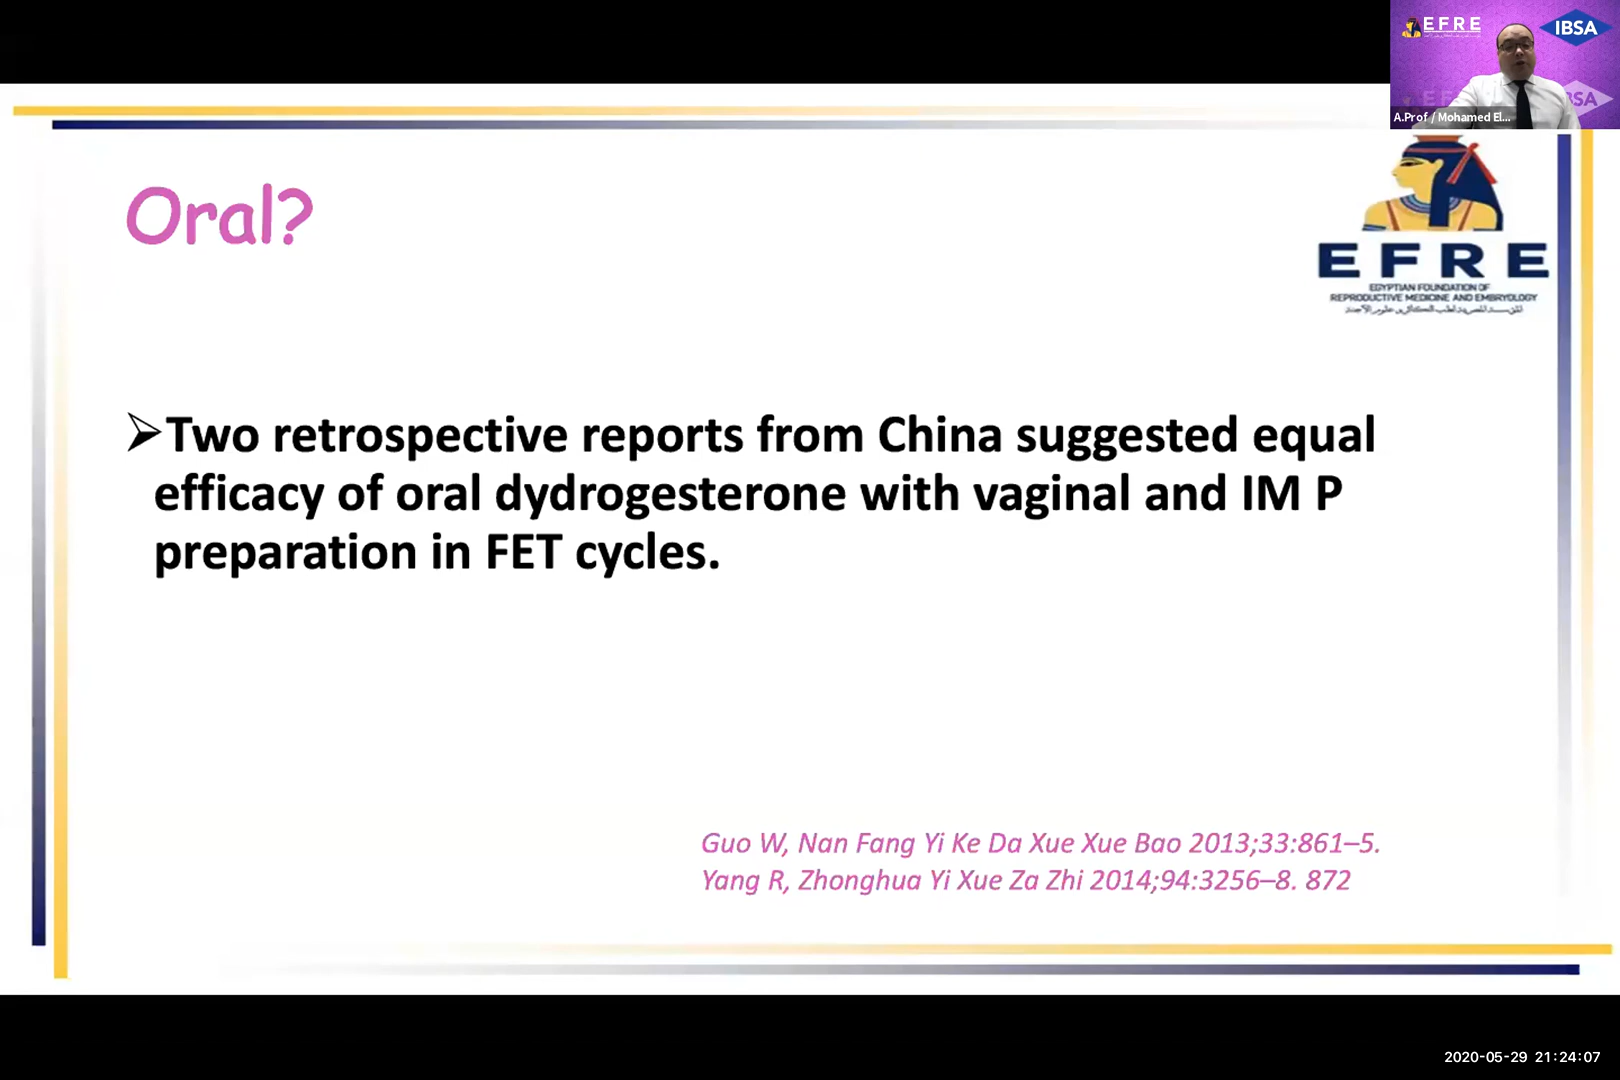 EFRE
IBSA
A.Prof / Mohamed El...
Oral?
EFRE
EGYPTIAN FOUNDATION OF
REPRODUCTIVE MEDICINE AND EMBRYOLOGY
➢Two retrospective reports from China suggested equal
efficacy of oral dydrogesterone with vaginal and IM P
preparation in FET cycles.
Guo W, Nan Fang Yi Ke Da Xue Xue Bao 2013;33:861–5.
Yang R, Zhonghua Yi Xue Za Zhi 2014;94:3256–8. 872
2020-05-29 21:24:07